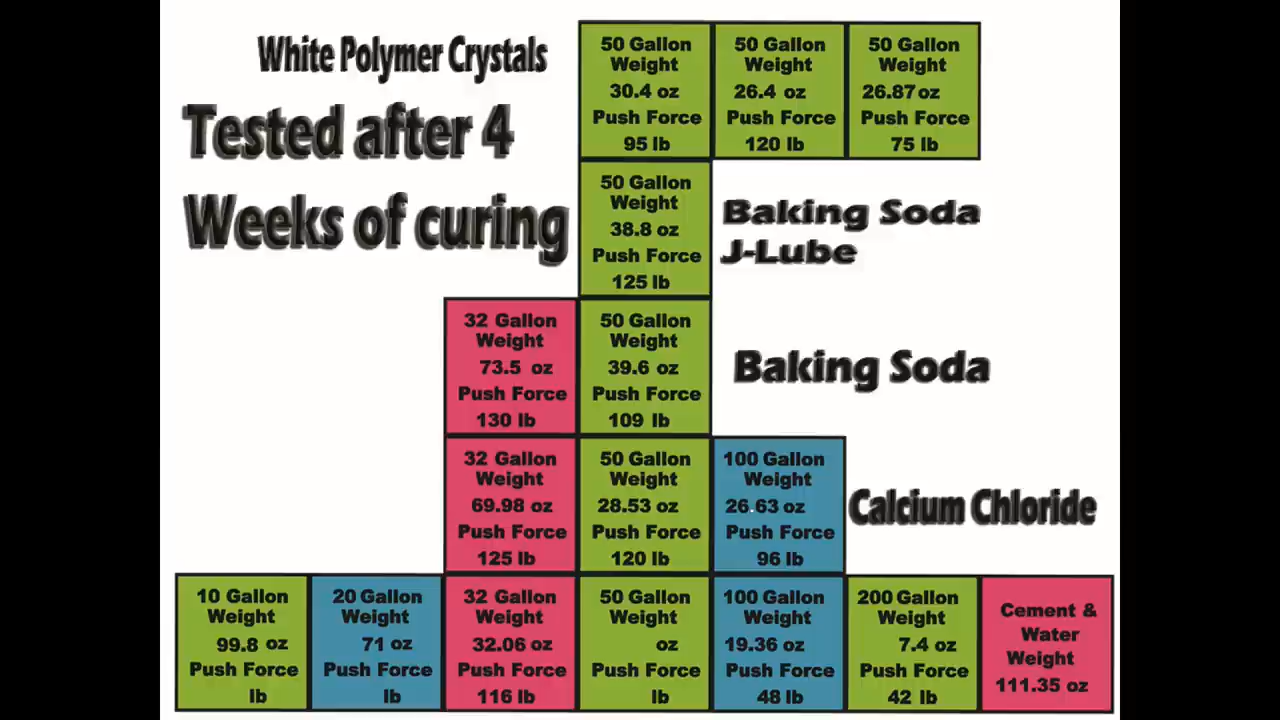 White Polymer Crystals
Tested after 4
Weeks of curing
50 Gallon
Weight
30.4 oz
Push Force
95 lb
50 Gallon
Weight
26.4 oz
Push Force
120 lb
50 Gallon
Weight
26.87 oz
Push Force
75 lb
50 Gallon
Weight
38.8 oz
Push Force
125 lb
Baking Soda
J-Lube
32 Gallon
Weight
73.5 oz
Push Force
130 lb
50 Gallon
Weight
39.6 oz
Push Force
109 lb
Baking Soda
32 Gallon
Weight
69.98 oz
Push Force
125 lb
50 Gallon
Weight
28.53 oz
Push Force
120 lb
100 Gallon
Weight
26.63 oz
Push Force
96 lb
Calcium Chloride
10 Gallon
Weight
99.8 oz
Push Force
lb
20 Gallon
Weight
71 oz
Push Force
lb
32 Gallon
Weight
32.06 oz
Push Force
116 lb
50 Gallon
Weight
oz
Push Force
lb
100 Gallon
Weight
19.36 oz
Push Force
48 lb
200 Gallon
Weight
7.4 oz
Push Force
42 lb
Cement &
Water
Weight
111.35 oz